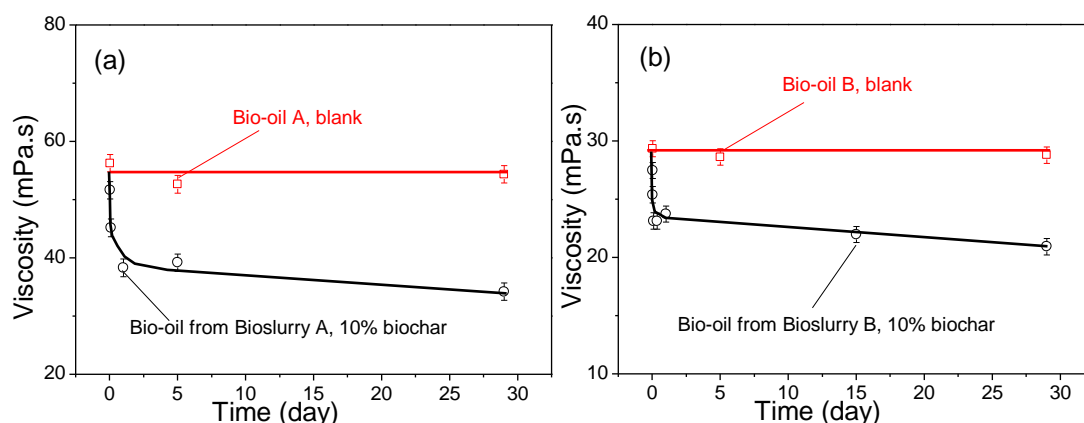 80
(a)
Bio-oil A, blank
60
40
Bio-oil from Bioslurry A, 10% biochar
20
0 5 10 15 20 25 30
Time (day)
Viscosity (mPa.s)
40
(b)
Bio-oil B, blank
30
20
Bio-oil from Bioslurry B, 10% biochar
10
0 5 10 15 20 25 30
Time (day)
Viscosity (mPa.s)